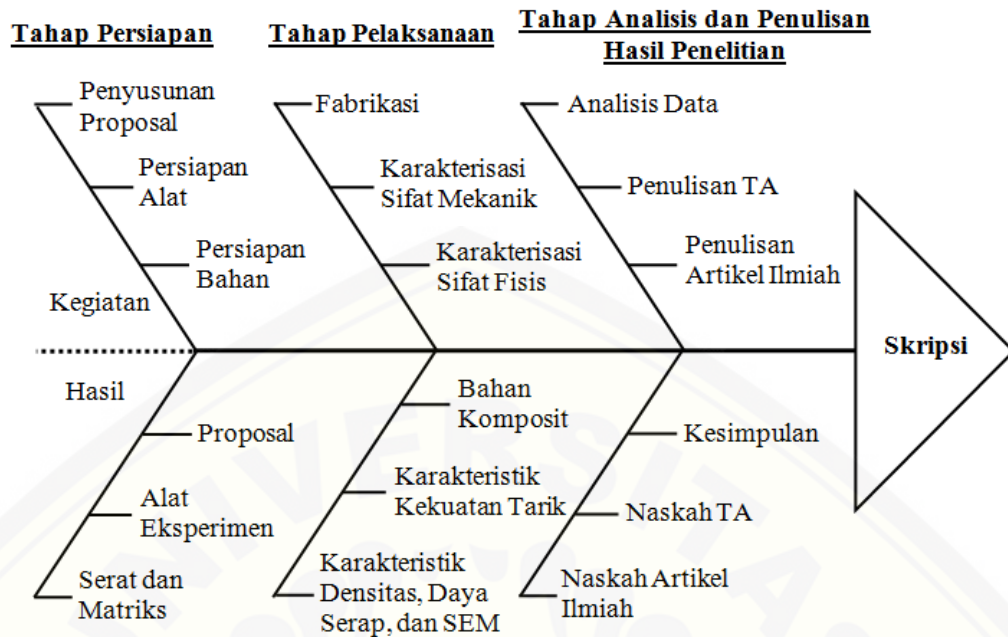 Tahap Persiapan
Tahap Pelaksanaan
Tahap Analisis dan Penulisan
Hasil Penelitian
Penyusunan
Proposal
Persiapan
Alat
Persiapan
Bahan
Kegiatan
Fabrikasi
Karakterisasi
Sifat Mekanik
Karakterisasi
Sifat Fisis
Analisis Data
Penulisan TA
Penulisan
Artikel Ilmiah
Skripsi
Hasil
Proposal
Alat
Eksperimen
Serat dan
Matriks
Bahan
Komposit
Karakteristik
Kekuatan Tarik
Karakteristik
Densitas, Daya
Serap, dan SEM
Kesimpulan
Naskah TA
Naskah Artikel
Ilmiah